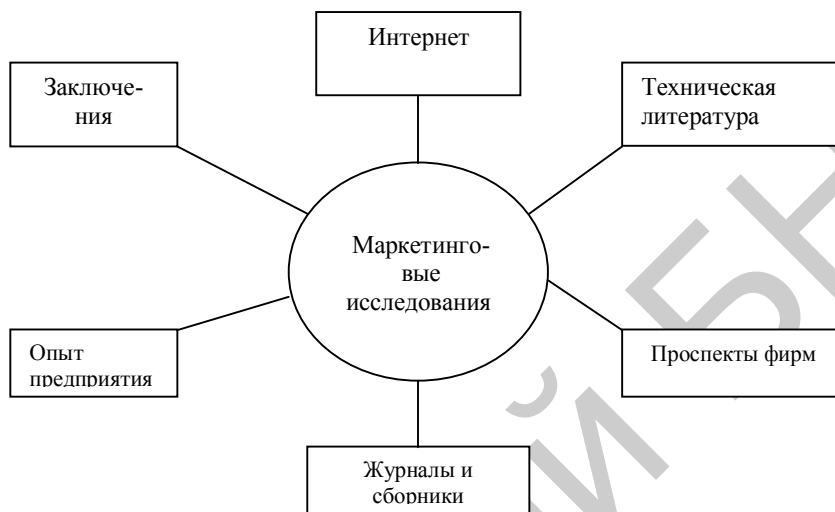 Интернет
Заключе-
ния
Техническая
литература
Маркетинго-
вые
исследования
Опыт
предприятия
Проспекты фирм
Журналы и
сборники